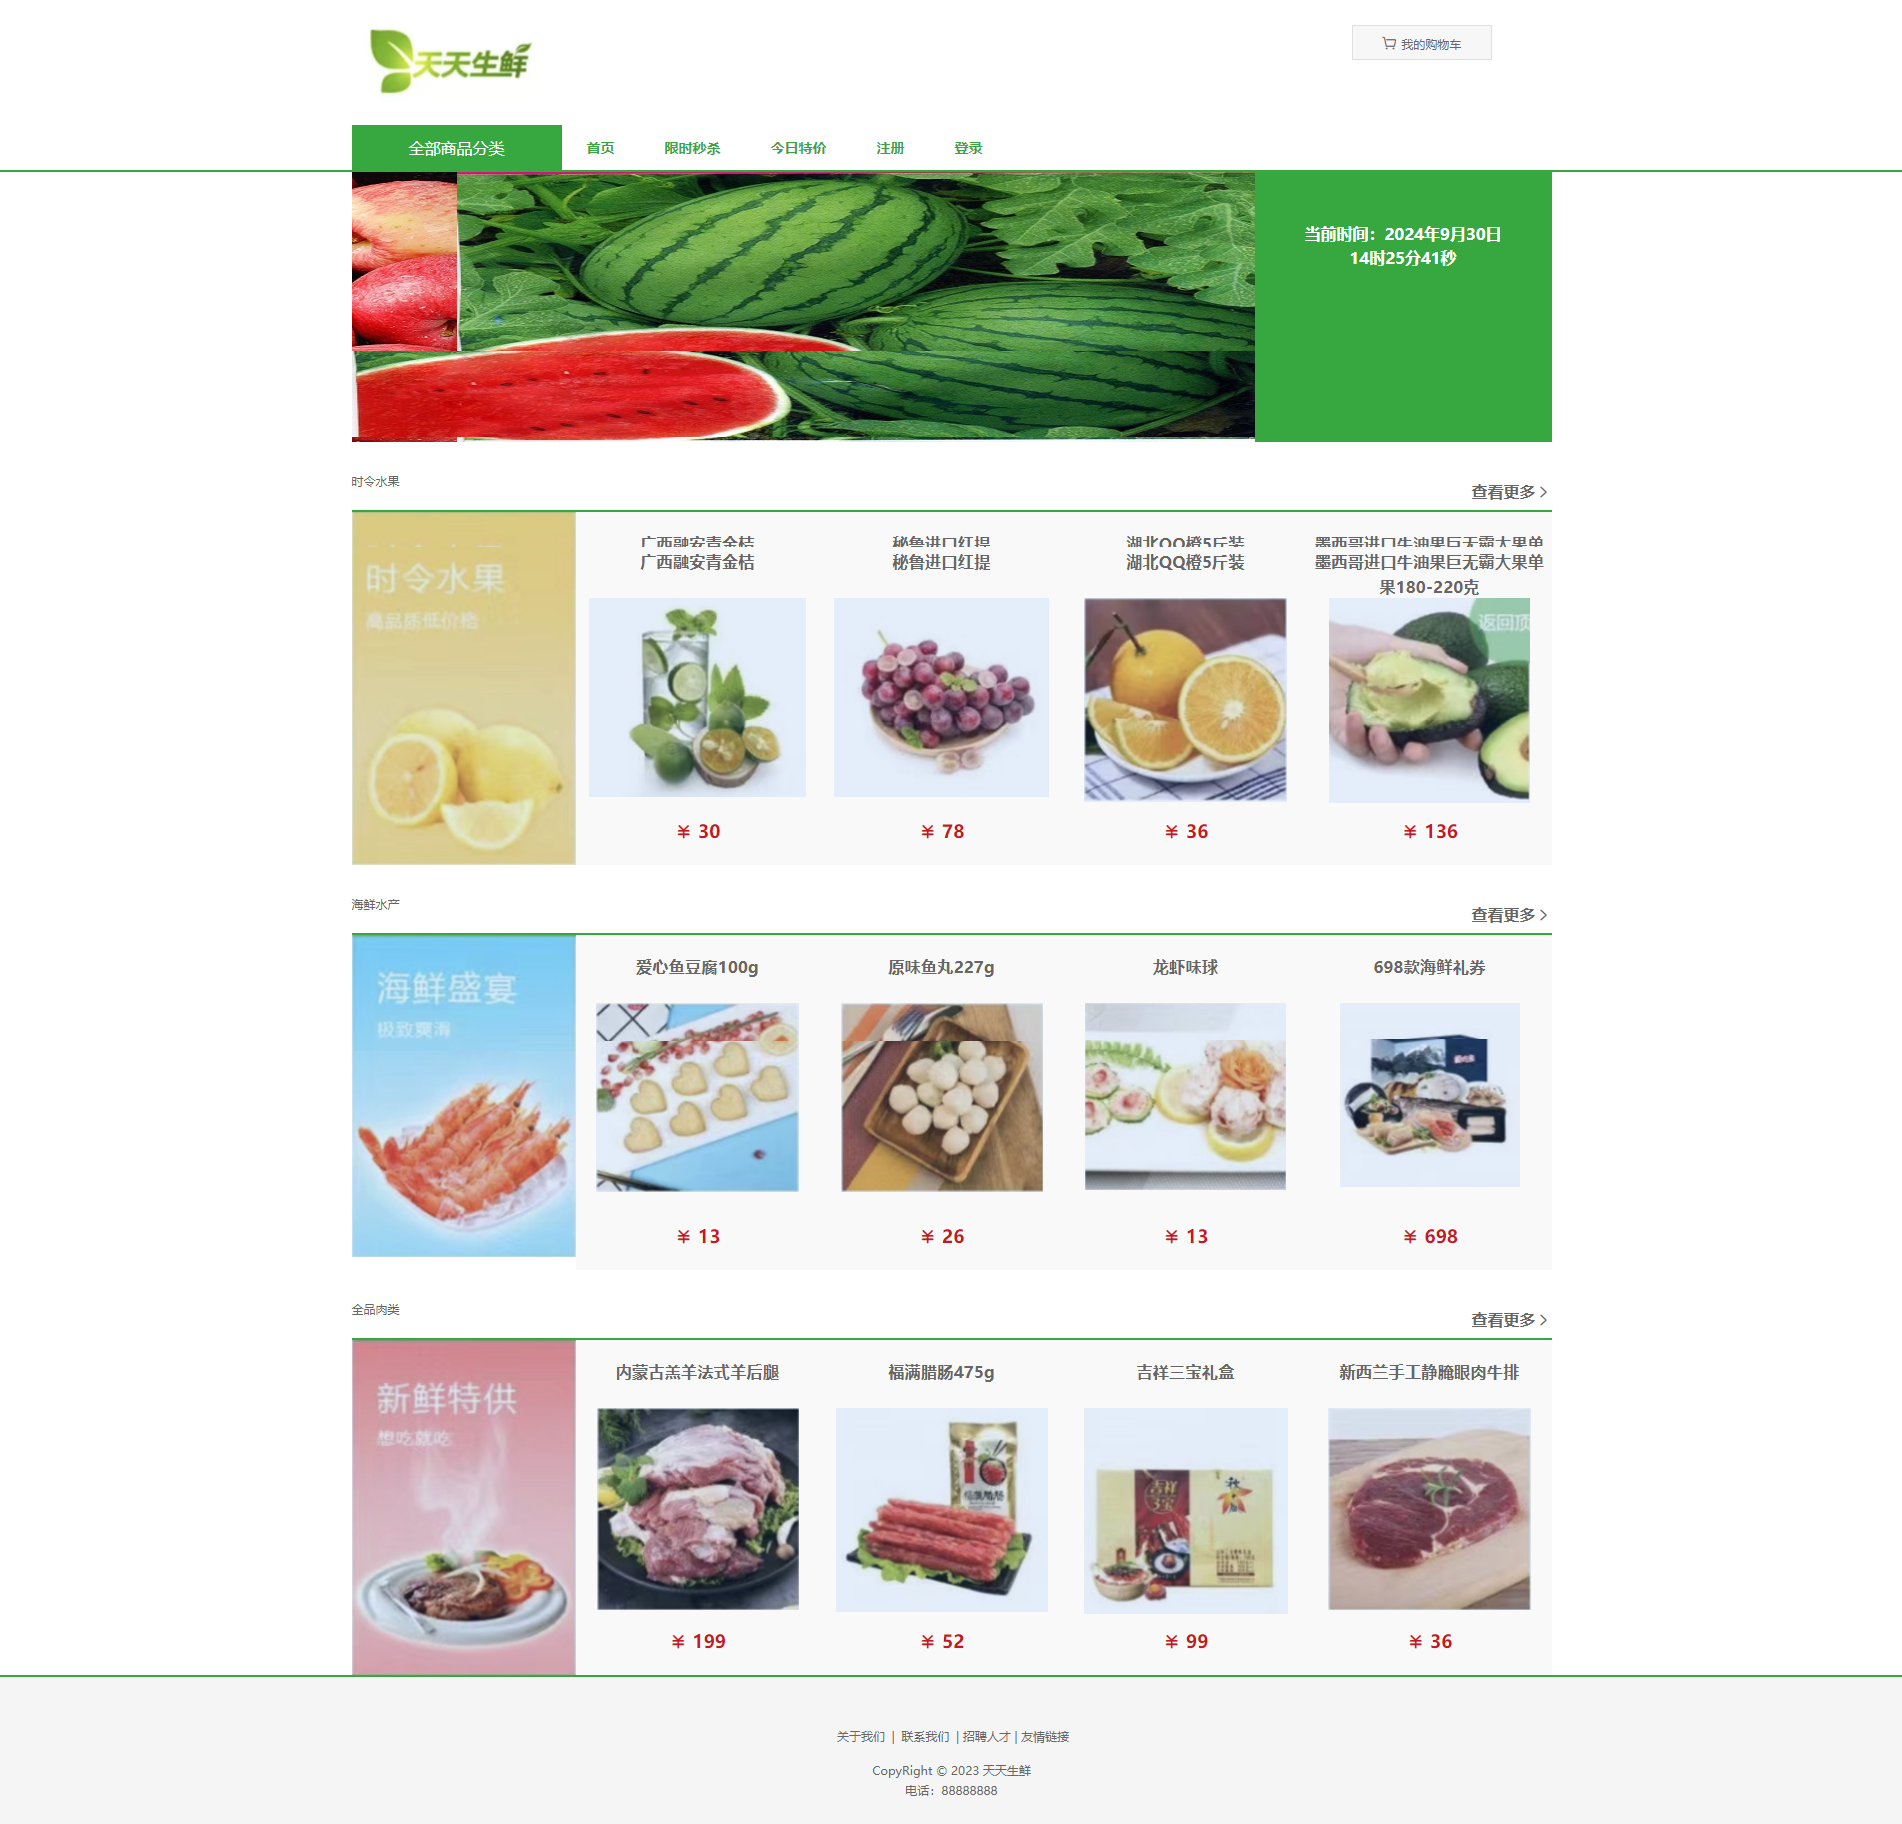 天天生鲜
我的购物车
全部商品分类
首页
限时秒杀
今日特价
注册
登录
当前时间：2024年9月30日
14时25分41秒
时令水果
查看更多
时令水果
高品质低价格
广西融安青金桔
广西融安青金桔
秘鲁进口红提
秘鲁进口红提
湖北QQ橙5斤装
湖北QQ橙5斤装
墨西哥进口牛油果巨无霸大果单
墨西哥进口牛油果巨无霸大果单
果180-220克
返回顶
¥ 30
¥ 78
¥ 36
¥ 136
海鲜水产
查看更多
海鲜盛宴
极致爽滑
爱心鱼豆腐100g
原味鱼丸227g
龙虾味球
698款海鲜礼券
¥ 13
¥ 26
¥ 13
¥ 698
全品肉类
查看更多
新鲜特供
想吃就吃
内蒙古羔羊法式羊后腿
福满腊肠475g
吉祥三宝礼盒
新西兰手工静腌眼肉牛排
福满腊肠
吉祥
3宝
¥ 199
¥ 52
¥ 99
¥ 36
关于我们 | 联系我们 | 招聘人才 | 友情链接
CopyRight © 2023 天天生鲜
电话：88888888